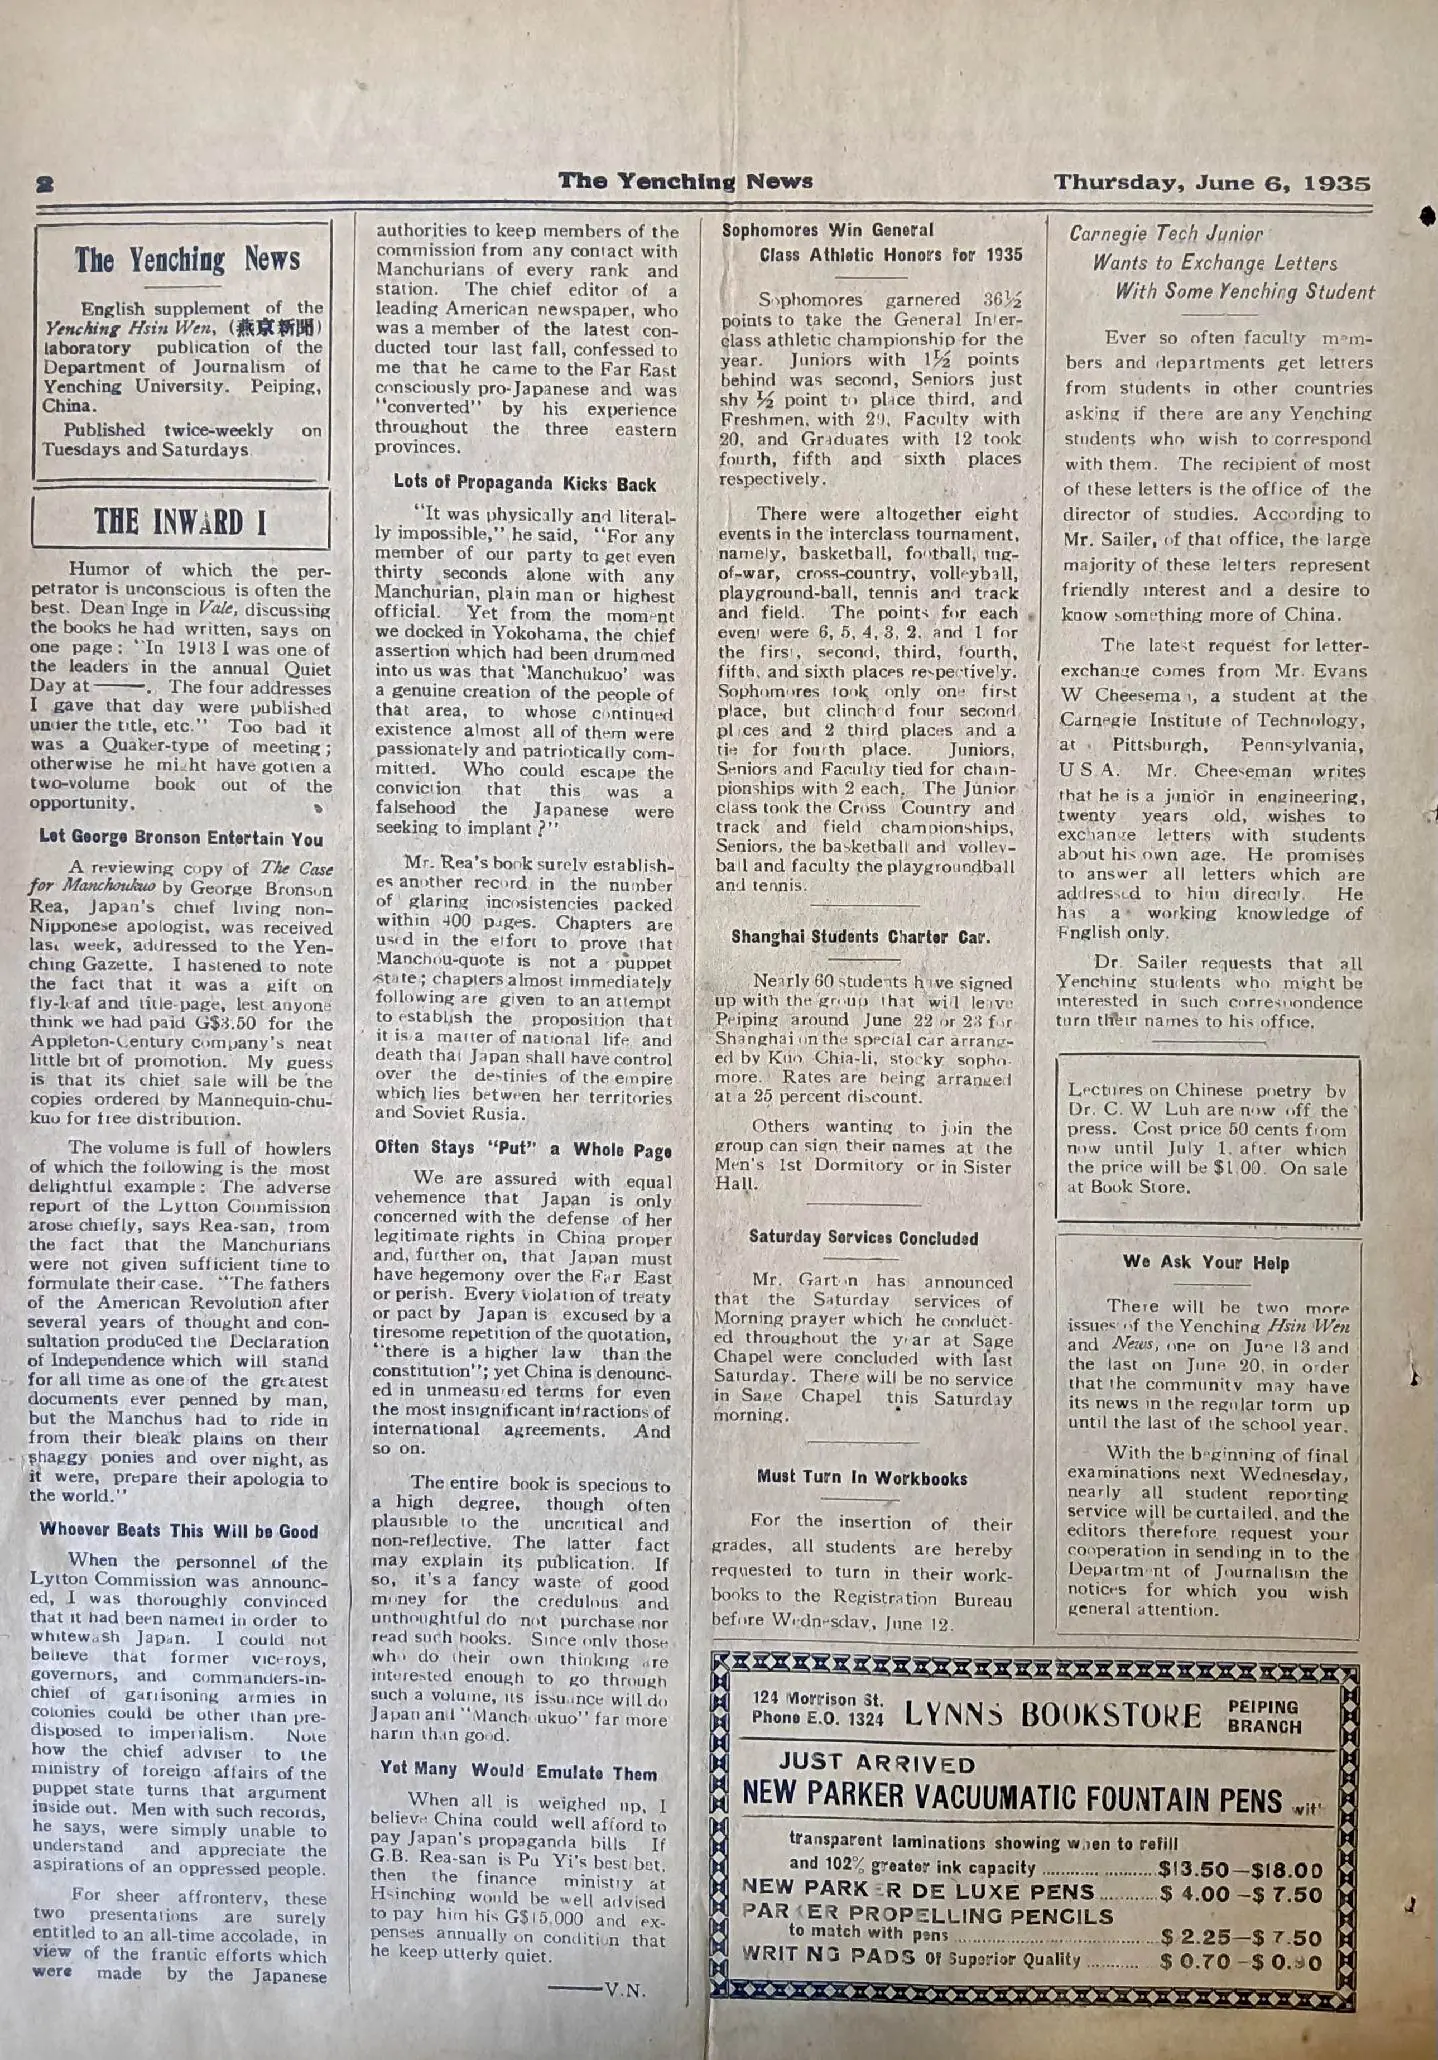 2
The Yenching News
Thursday, June 6, 1935
The Yenching News
English supplement of the
Yenching Hsin Wen, (燕京新聞)
laboratory publication of the
Department of Journalism of
Yenching University. Peiping,
China.
Published twice-weekly on
Tuesdays and Saturdays
THE INWARD I
Humor of which the per-
petrator is unconscious is often the
best. Dean Inge in Vale, discussing
the books he had written, says on
one page: "In 1913 I was one of
the leaders in the annual Quiet
Day at ——. The four addresses
I gave that day were published
under the title, etc." Too bad it
was a Quaker-type of meeting;
otherwise he might have gotten a
two-volume book out of the
opportunity.
Let George Bronson Entertain You
A reviewing copy of The Case
for Manchoukuo by George Bronson
Rea, Japan's chief living non-
Nipponese apologist, was received
last week, addressed to the Yen-
ching Gazette. I hastened to note
the fact that it was a gift on
fly-leaf and title-page, lest anyone
think we had paid G$3.50 for the
Appleton-Century company's neat
little bit of promotion. My guess
is that its chief sale will be the
copies ordered by Mannequin-chu-
kuo for free distribution.
The volume is full of howlers
of which the following is the most
delightful example: The adverse
report of the Lytton Commission
arose chiefly, says Rea-san, from
the fact that the Manchurians
were not given sufficient time to
formulate their case. "The fathers
of the American Revolution after
several years of thought and con-
sultation produced the Declaration
of Independence which will stand
for all time as one of the greatest
documents ever penned by man,
but the Manchus had to ride in
from their bleak plains on their
shaggy ponies and over night, as
it were, prepare their apologia to
the world."
Whoever Beats This Will be Good
When the personnel of the
Lytton Commission was announc-
ed, I was thoroughly convinced
that it had been named in order to
whitewash Japan. I could not
believe that former viceroys,
governors, and commanders-in-
chief of garrisoning armies in
colonies could be other than pre-
disposed to imperialism. Note
how the chief adviser to the
ministry of foreign affairs of the
puppet state turns that argument
inside out. Men with such records,
he says, were simply unable to
understand and appreciate the
aspirations of an oppressed people.
For sheer affrontery, these
two presentations are surely
entitled to an all-time accolade, in
view of the frantic efforts which
were made by the Japanese
authorities to keep members of the
commission from any contact with
Manchurians of every rank and
station. The chief editor of a
leading American newspaper, who
was a member of the latest con-
ducted tour last fall, confessed to
me that he came to the Far East
consciously pro-Japanese and was
"converted" by his experience
throughout the three eastern
provinces.
Lots of Propaganda Kicks Back
"It was physically and literal-
ly impossible," he said, "For any
member of our party to get even
thirty seconds alone with any
Manchurian, plain man or highest
official. Yet from the moment
we docked in Yokohama, the chief
assertion which had been drummed
into us was that 'Manchukuo' was
a genuine creation of the people of
that area, to whose continued
existence almost all of them were
passionately and patriotically com-
mitted. Who could escape the
conviction that this was a
falsehood the Japanese were
seeking to implant?"
Mr. Rea's book surely establish-
es another record in the number
of glaring incosistencies packed
within 400 pages. Chapters are
used in the effort to prove that
Manchou-quote is not a puppet
state; chapters almost immediately
following are given to an attempt
to establish the proposition that
it is a matter of national life and
death that Japan shall have control
over the destinies of the empire
which lies between her territories
and Soviet Rusia.
Often Stays "Put" a Whole Page
We are assured with equal
vehemence that Japan is only
concerned with the defense of her
legitimate rights in China proper
and, further on, that Japan must
have hegemony over the Far East
or perish. Every violation of treaty
or pact by Japan is excused by a
tiresome repetition of the quotation,
"there is a higher law than the
constitution"; yet China is denounc-
ed in unmeasured terms for even
the most insignificant infractions of
international agreements. And
so on.
The entire book is specious to
a high degree, though often
plausible to the uncritical and
non-reflective. The latter fact
may explain its publication. If
so, it's a fancy waste of good
money for the credulous and
unthoughtful do not purchase nor
read such books. Since only those
who do their own thinking are
interested enough to go through
such a volume, its issuance will do
Japan and "Manchoukuo" far more
harm than good.
Yet Many Would Emulate Them
When all is weighed up, I
believe China could well afford to
pay Japan's propaganda bills If
G.B. Rea-san is Pu Yi's best bet,
then the finance ministry at
Hsinching would be well advised
to pay him his G$15,000 and ex-
penses annually on condition that
he keep utterly quiet.
——V.N.
Sophomores Win General
Class Athletic Honors for 1935
Sophomores garnered 36½
points to take the General Inter-
class athletic championship for the
year. Juniors with 1½ points
behind was second, Seniors just
shy ½ point to place third, and
Freshmen, with 29, Faculty with
20, and Graduates with 12 took
fourth, fifth and sixth places
respectively.
There were altogether eight
events in the interclass tournament,
namely, basketball, football, tug-
of-war, cross-country, volleyball,
playground-ball, tennis and track
and field. The points for each
event were 6, 5, 4, 3, 2, and 1 for
the first, second, third, fourth,
fifth, and sixth places respectively.
Sophomores took only one first
place, but clinched four second
places and 2 third places and a
tie for fourth place. Juniors,
Seniors and Faculty tied for cham-
pionships with 2 each. The Junior
class took the Cross Country and
track and field championships,
Seniors, the basketball and volley-
ball and faculty the playgroundball
and tennis.
Shanghai Students Charter Car.
Nearly 60 students have signed
up with the group that will leave
Peiping around June 22 or 23 for
Shanghai on the special car arrang-
ed by Kuo Chia-li, stocky sopho-
more. Rates are being arranged
at a 25 percent discount.
Others wanting to join the
group can sign their names at the
Men's 1st Dormitory or in Sister
Hall.
Saturday Services Concluded
Mr. Garton has announced
that the Saturday services of
Morning prayer which he conduct-
ed throughout the year at Sage
Chapel were concluded with last
Saturday. There will be no service
in Sage Chapel this Saturday
morning.
Must Turn In Workbooks
For the insertion of their
grades, all students are hereby
requested to turn in their work-
books to the Registration Bureau
before Wednesday, June 12.
Carnegie Tech Junior
Wants to Exchange Letters
With Some Yenching Student
Ever so often faculty mem-
bers and departments get letters
from students in other countries
asking if there are any Yenching
students who wish to correspond
with them. The recipient of most
of these letters is the office of the
director of studies. According to
Mr. Sailer, of that office, the large
majority of these letters represent
friendly interest and a desire to
know something more of China.
The latest request for letter-
exchange comes from Mr. Evans
W Cheeseman, a student at the
Carnegie Institute of Technology,
at Pittsburgh, Pennsylvania,
U S A. Mr. Cheeseman writes
that he is a junior in engineering,
twenty years old, wishes to
exchange letters with students
about his own age. He promises
to answer all letters which are
addressed to him directly. He
has a working knowledge of
English only.
Dr. Sailer requests that all
Yenching students who might be
interested in such correspondence
turn their names to his office.
Lectures on Chinese poetry by
Dr. C. W Luh are now off the
press. Cost price 50 cents from
now until July 1, after which
the price will be $1.00. On sale
at Book Store.
We Ask Your Help
There will be two more
issues of the Yenching Hsin Wen
and News, one on June 13 and
the last on June 20, in order
that the community may have
its news in the regular form up
until the last of the school year.
With the beginning of final
examinations next Wednesday,
nearly all student reporting
service will be curtailed, and the
editors therefore request your
cooperation in sending in to the
Department of Journalism the
notices for which you wish
general attention.
124 Morrison St.
Phone E.O. 1324
LYNNS BOOKSTORE
PEIPING
BRANCH
JUST ARRIVED
NEW PARKER VACUUMATIC FOUNTAIN PENS with
transparent laminations showing when to refill
and 102% greater ink capacity ........................$13.50—$18.00
NEW PARKER DE LUXE PENS............$ 4.00 —$ 7.50
PARKER PROPELLING PENCILS
to match with pens ........................................$ 2.25—$ 7.50
WRITING PADS Of Superior Quality ............ $ 0.70 —$ 0.90